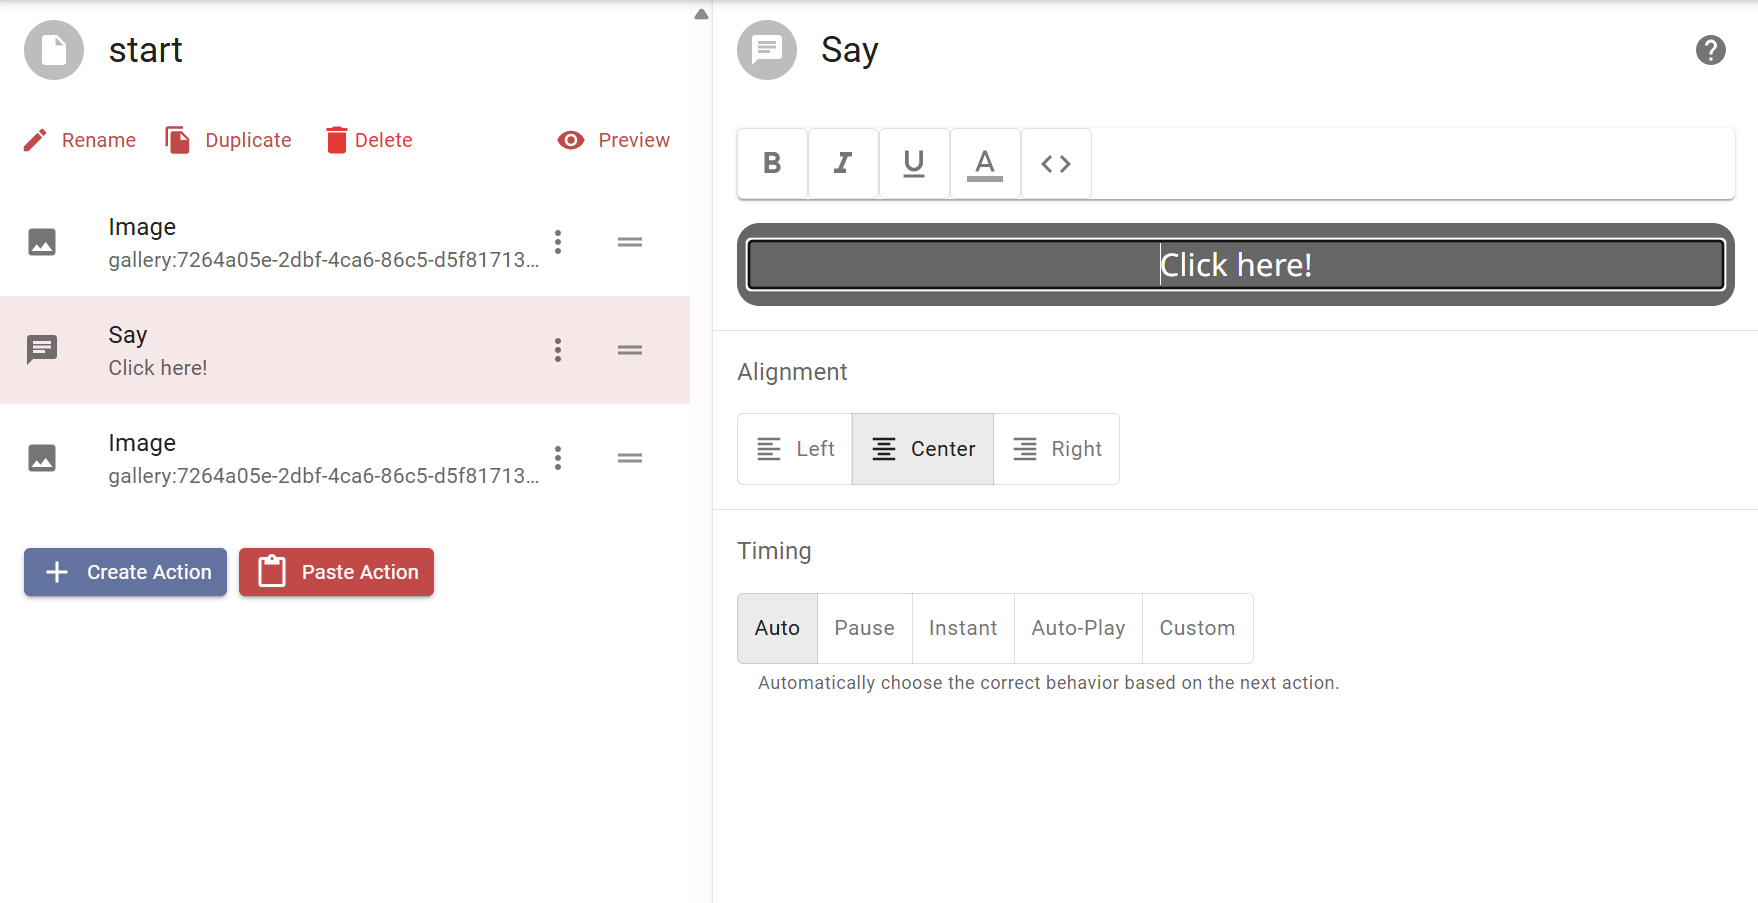 start
Rename
Duplicate
Delete
Preview
Image
gallery:7264a05e-2dbf-4ca6-86c5-d5f81713...
Say
Click here!
Image
gallery:7264a05e-2dbf-4ca6-86c5-d5f81713...
Create Action
Paste Action
Say
B I U A <>
Click here!
Alignment
Left Center Right
Timing
Auto Pause Instant Auto-Play Custom
Automatically choose the correct behavior based on the next action.